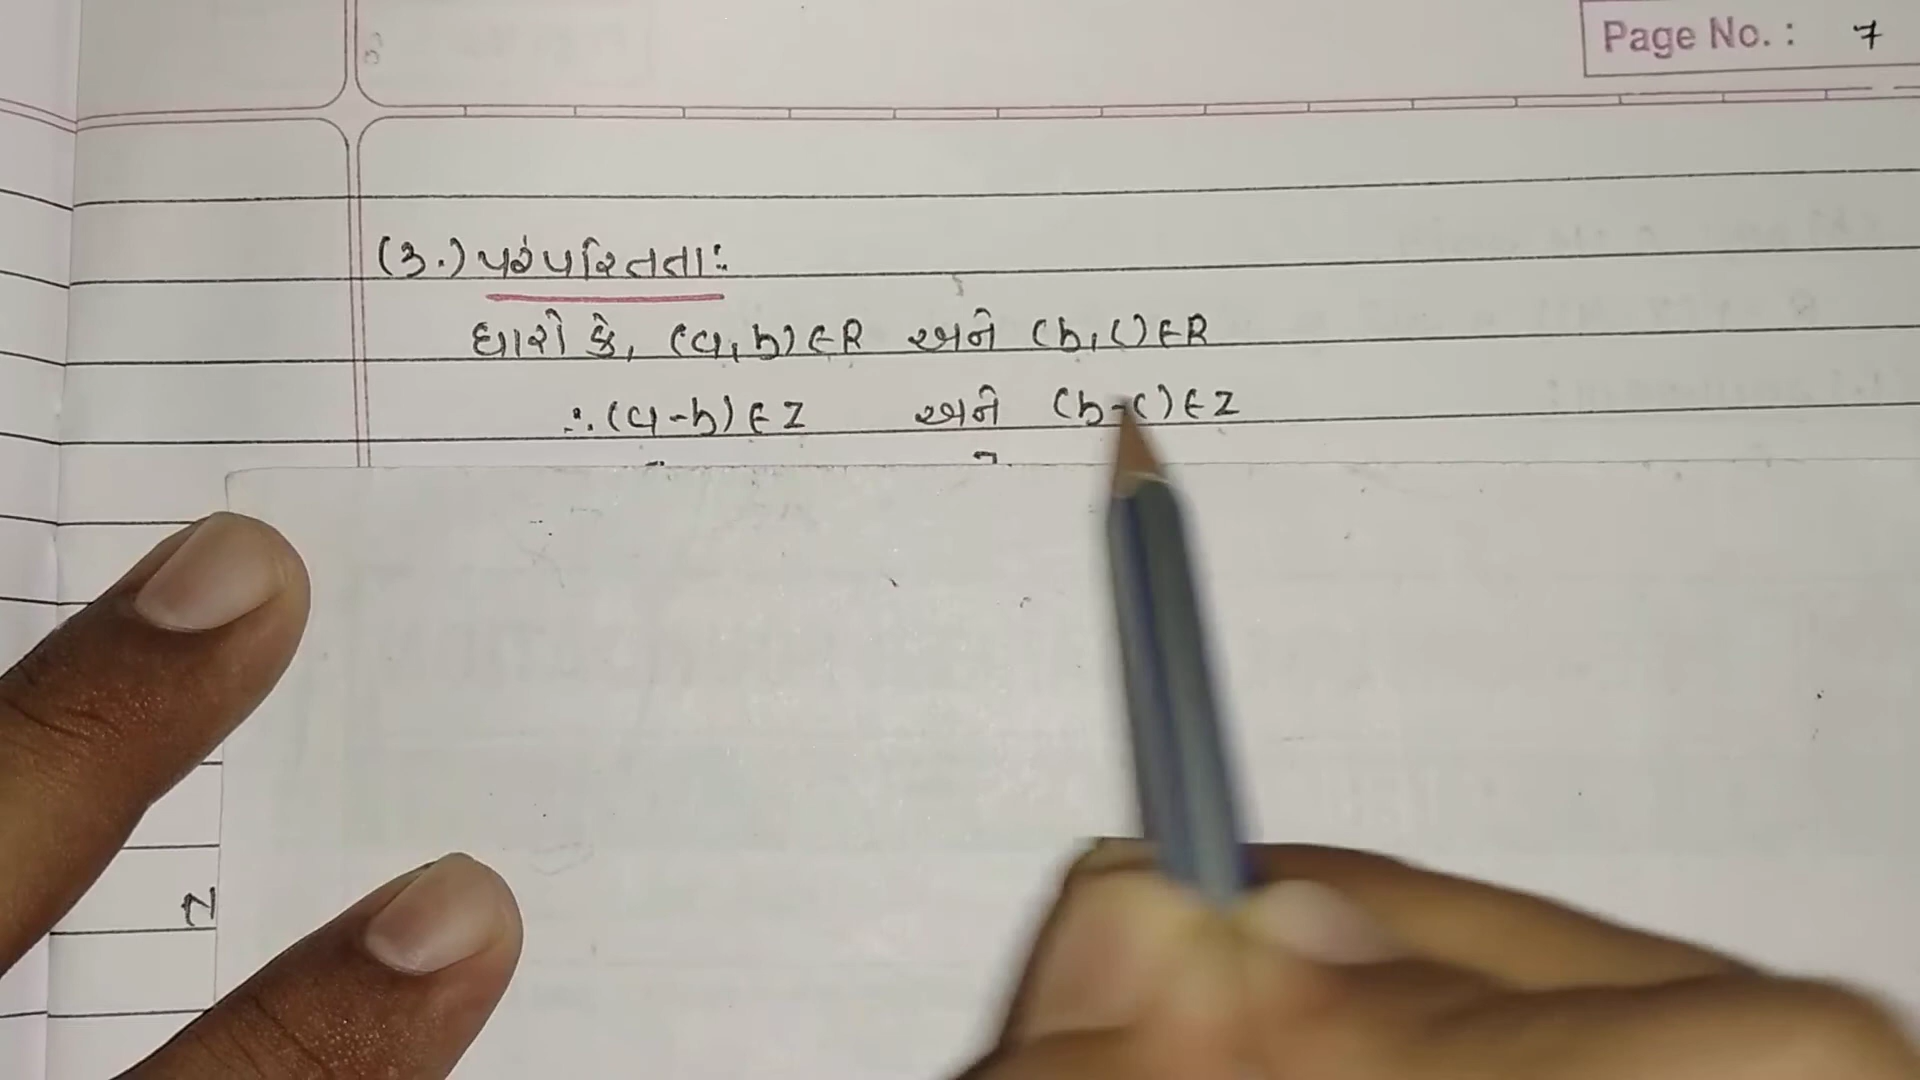 Page No. : 7
(3.) પરંપરિતતા :
ધારો કે, (a, b) ∈ R અને (b, c) ∈ R
∴ (a - b) ∈ Z અને (b - c) ∈ Z